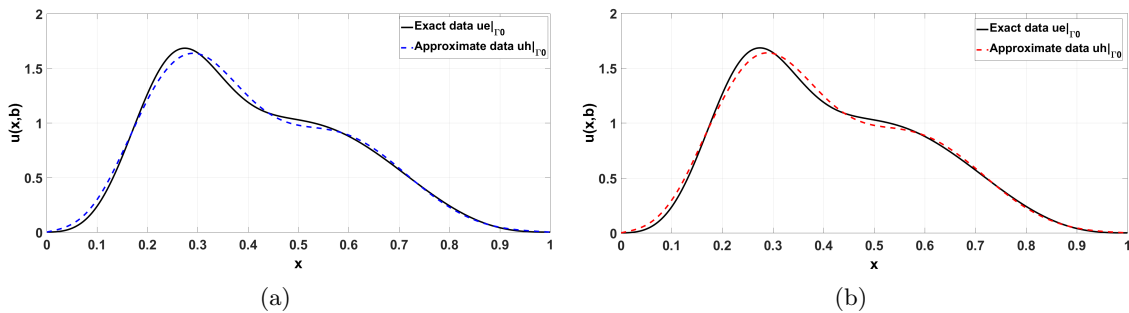 2
1.5
1
0.5
0
u(x,b)
Exact data ue|Γ0
Approximate data uh|Γ0
0 0.1 0.2 0.3 0.4 0.5 0.6 0.7 0.8 0.9 1
x
(a)
2
1.5
1
0.5
0
u(x,b)
Exact data ue|Γ0
Approximate data uh|Γ0
0 0.1 0.2 0.3 0.4 0.5 0.6 0.7 0.8 0.9 1
x
(b)